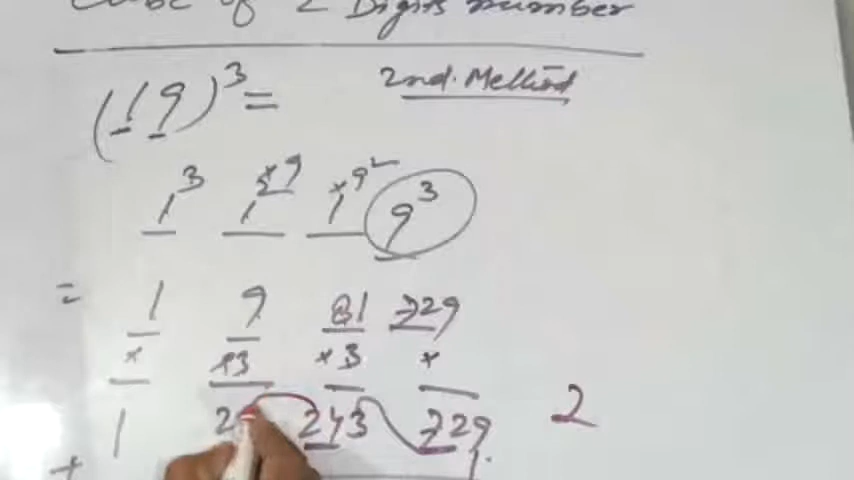 Cube of 2 Digits number
(19)³ = 2nd. Method
1³ 1²×9 1×9² 9³
= 1 9 81 729
× ×3 ×3 ×
1 2 243 729 2
+